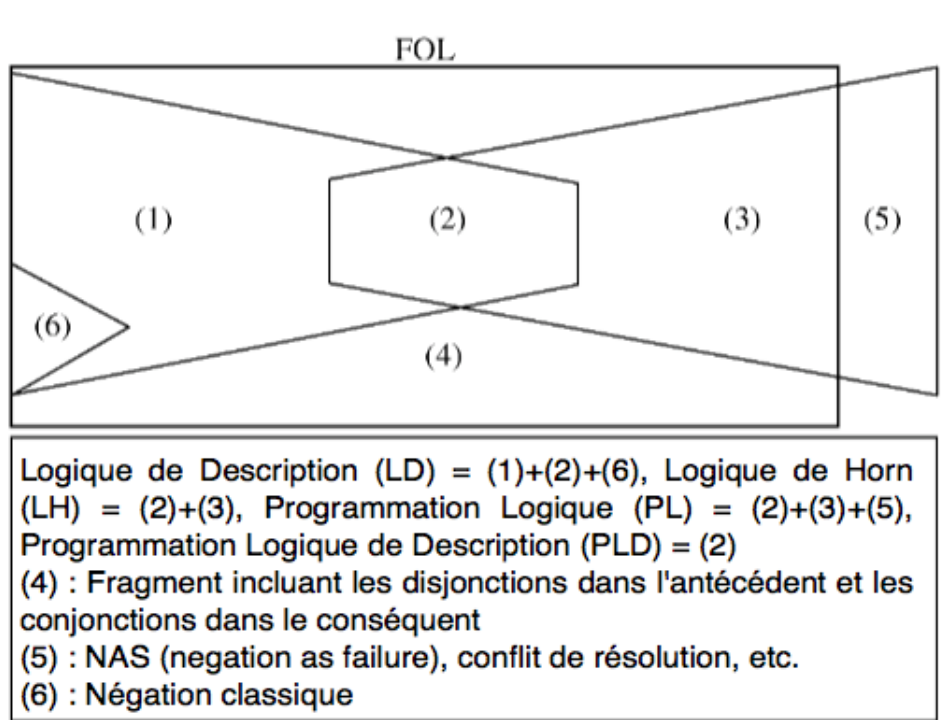 FOL
(1)
(2)
(3)
(5)
(6)
(4)
Logique de Description (LD) = (1)+(2)+(6), Logique de Horn
(LH) = (2)+(3), Programmation Logique (PL) = (2)+(3)+(5),
Programmation Logique de Description (PLD) = (2)
(4) : Fragment incluant les disjonctions dans l'antécédent et les
conjonctions dans le conséquent
(5) : NAS (negation as failure), conflit de résolution, etc.
(6) : Négation classique